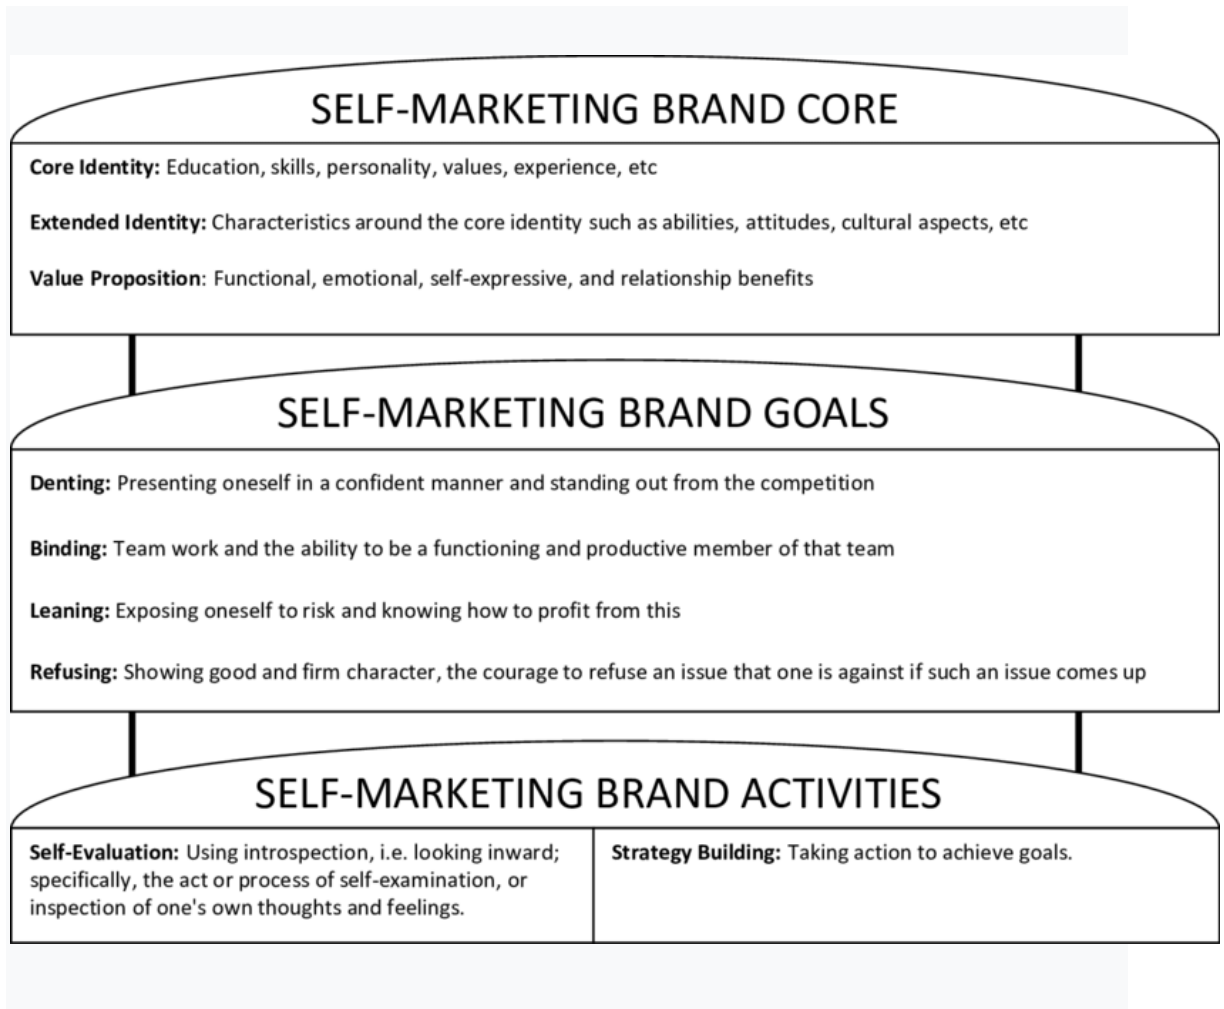 SELF-MARKETING BRAND CORE
Core Identity: Education, skills, personality, values, experience, etc
Extended Identity: Characteristics around the core identity such as abilities, attitudes, cultural aspects, etc
Value Proposition: Functional, emotional, self-expressive, and relationship benefits
SELF-MARKETING BRAND GOALS
Denting: Presenting oneself in a confident manner and standing out from the competition
Binding: Team work and the ability to be a functioning and productive member of that team
Leaning: Exposing oneself to risk and knowing how to profit from this
Refusing: Showing good and firm character, the courage to refuse an issue that one is against if such an issue comes up
SELF-MARKETING BRAND ACTIVITIES
Self-Evaluation: Using introspection, i.e. looking inward;
specifically, the act or process of self-examination, or
inspection of one's own thoughts and feelings.
Strategy Building: Taking action to achieve goals.